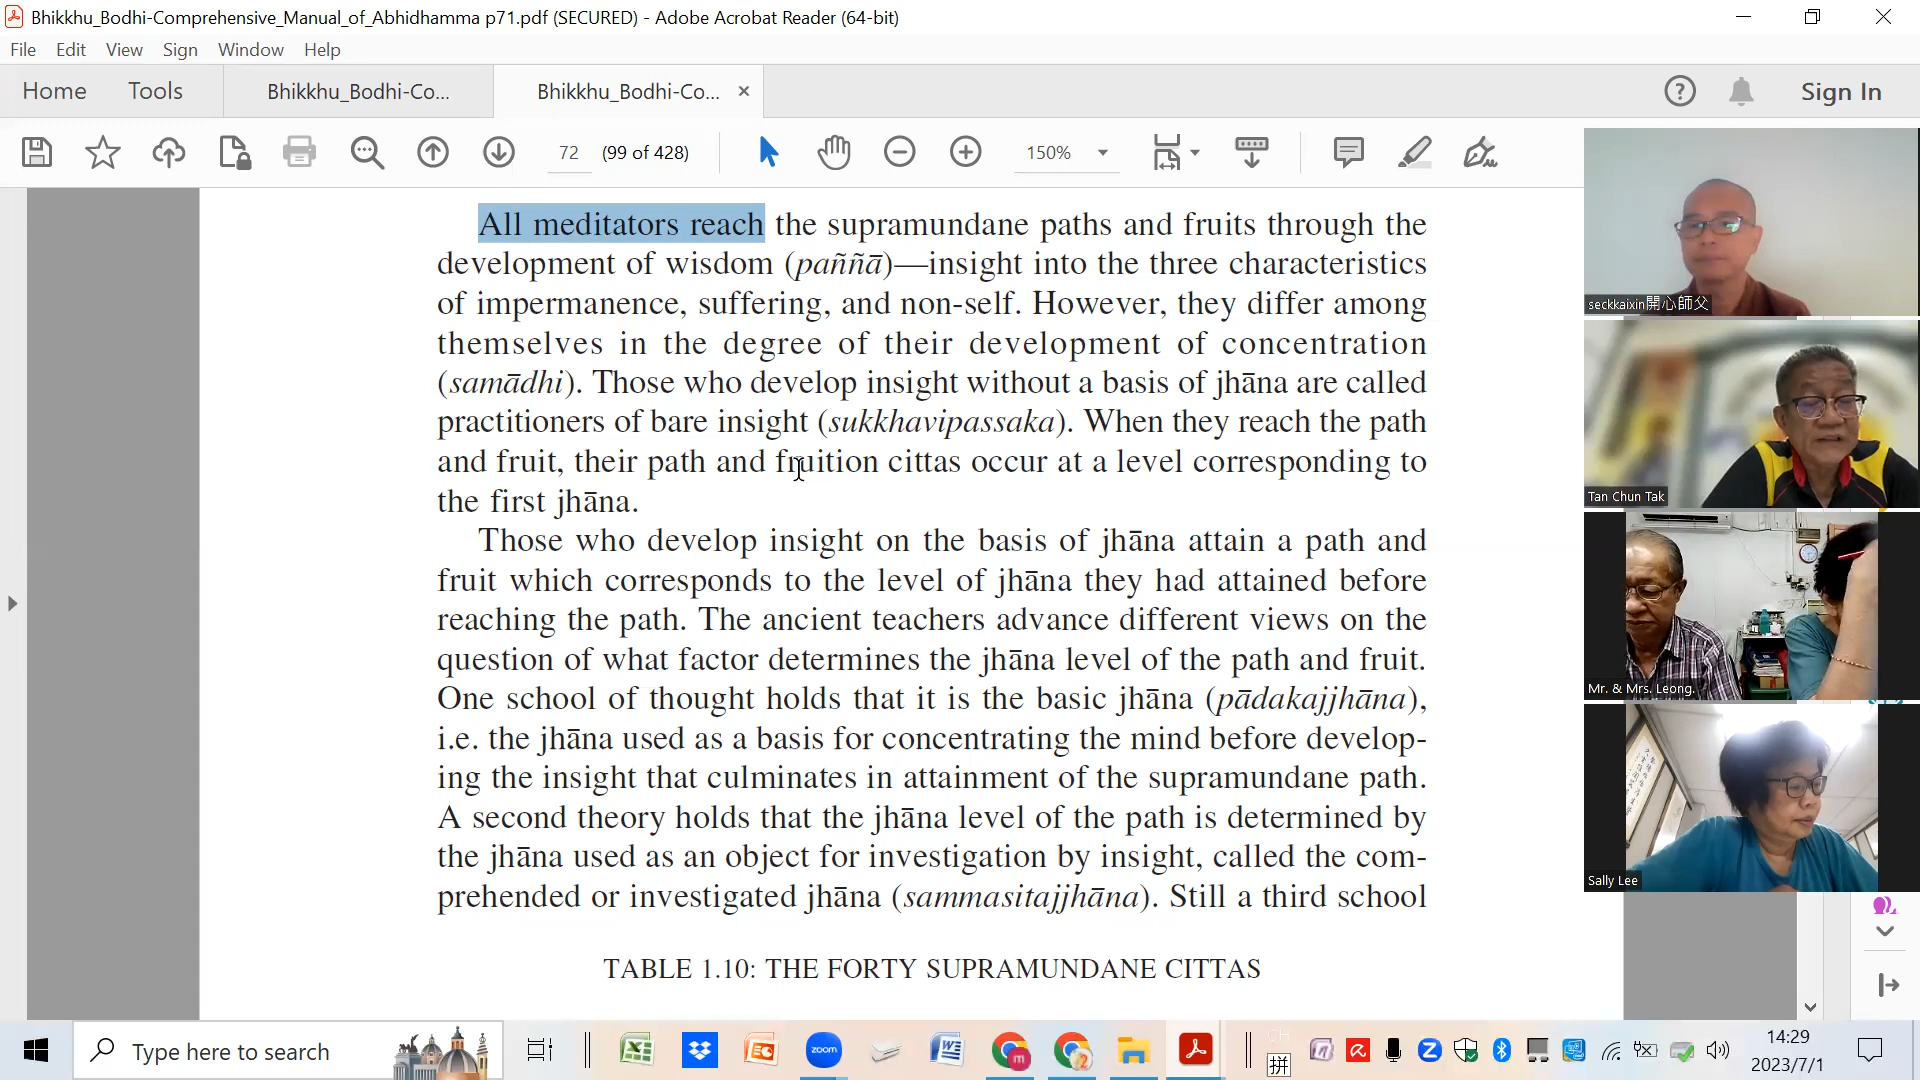 Bhikkhu_Bodhi-Comprehensive_Manual_of_Abhidhamma p71.pdf (SECURED) - Adobe Acrobat Reader (64-bit)
File Edit View Sign Window Help
Home Tools Bhikkhu_Bodhi-Co... Bhikkhu_Bodhi-Co... Sign In
72 (99 of 428) 150%
All meditators reach the supramundane paths and fruits through the
development of wisdom (paññā)—insight into the three characteristics
of impermanence, suffering, and non-self. However, they differ among
themselves in the degree of their development of concentration
(samādhi). Those who develop insight without a basis of jhāna are called
practitioners of bare insight (sukkhavipassaka). When they reach the path
and fruit, their path and fruition cittas occur at a level corresponding to
the first jhāna.
Those who develop insight on the basis of jhāna attain a path and
fruit which corresponds to the level of jhāna they had attained before
reaching the path. The ancient teachers advance different views on the
question of what factor determines the jhāna level of the path and fruit.
One school of thought holds that it is the basic jhāna (pādakajjhāna),
i.e. the jhāna used as a basis for concentrating the mind before develop-
ing the insight that culminates in attainment of the supramundane path.
A second theory holds that the jhāna level of the path is determined by
the jhāna used as an object for investigation by insight, called the com-
prehended or investigated jhāna (sammasitajjhāna). Still a third school
TABLE 1.10: THE FORTY SUPRAMUNDANE CITTAS
seckkaixin開心師父
Tan Chun Tak
Mr. & Mrs. Leong.
Sally Lee
Type here to search
zoom
拼
14:29
2023/7/1